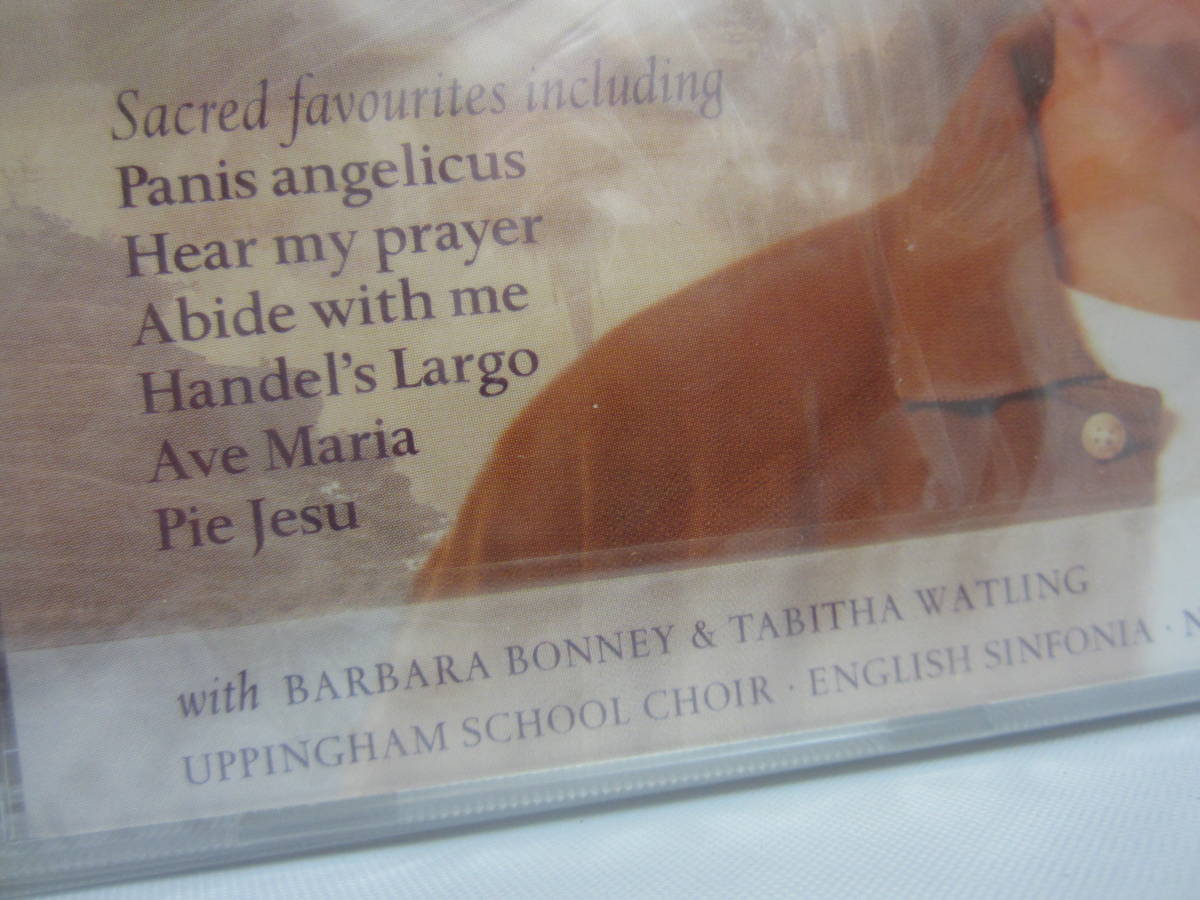 Sacred favourites including
Panis angelicus
Hear my prayer
Abide with me
Handel's Largo
Ave Maria
Pie Jesu
with BARBARA BONNEY & TABITHA WATLING
UPPINGHAM SCHOOL CHOIR · ENGLISH SINFONIA ·